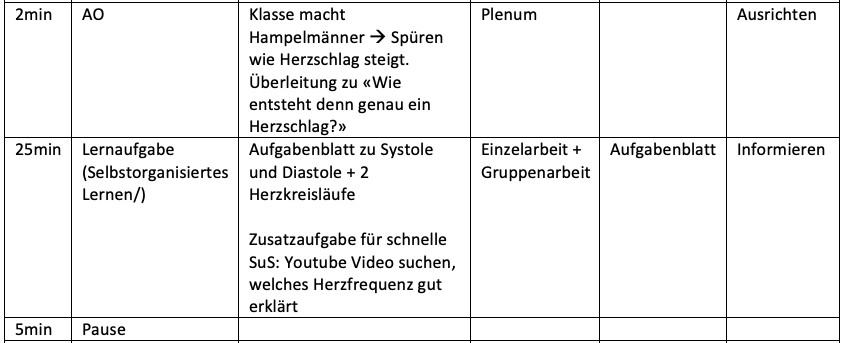 2min AO Klasse macht Plenum Ausrichten
Hampelmänner → Spüren
wie Herzschlag steigt.
Überleitung zu «Wie
entsteht denn genau ein
Herzschlag?»
25min Lernaufgabe Aufgabenblatt zu Systole Einzelarbeit + Aufgabenblatt Informieren
(Selbstorganisiertes und Diastole + 2 Gruppenarbeit
Lernen/) Herzkreisläufe
Zusatzaufgabe für schnelle
SuS: Youtube Video suchen,
welches Herzfrequenz gut
erklärt
5min Pause